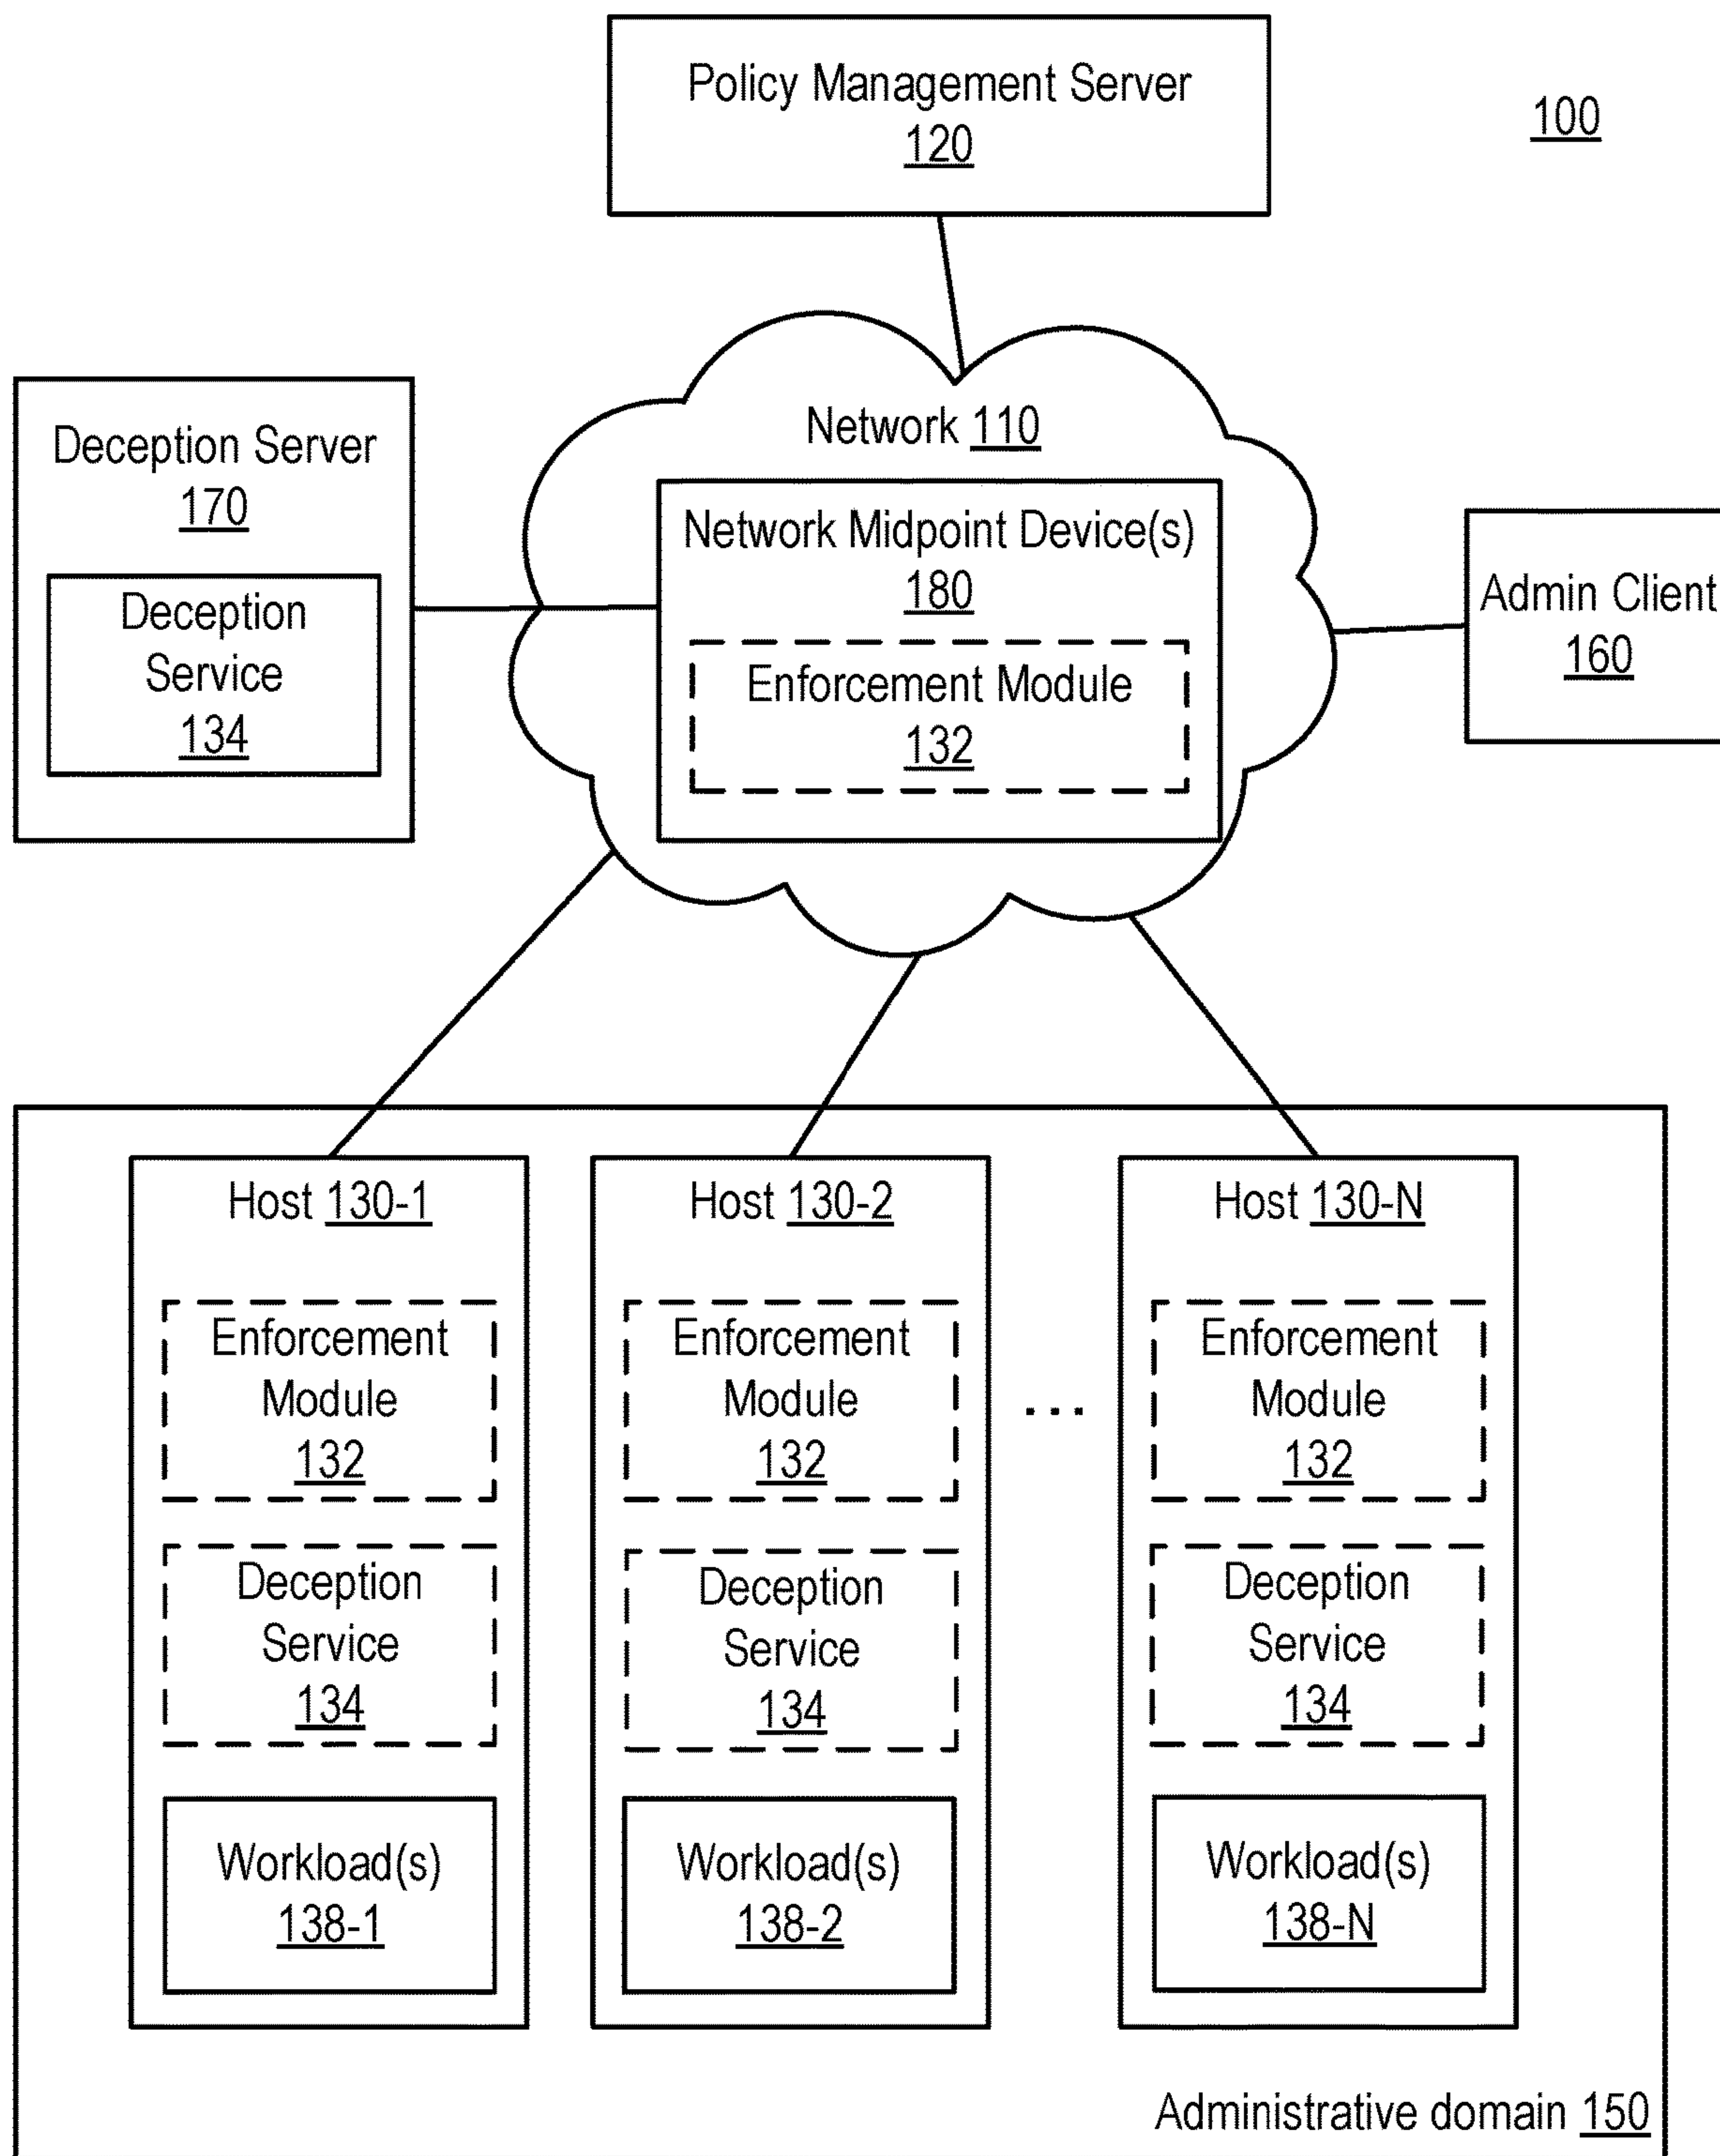 Policy Management Server
120
100
Network 110
Deception Server
170
Deception
Service
134
Network Midpoint Device(s)
180
Enforcement Module
132
Admin Client
160
Host 130-1
Enforcement
Module
132
Deception
Service
134
Workload(s)
138-1
Host 130-2
Enforcement
Module
132
Deception
Service
134
Workload(s)
138-2
...
Host 130-N
Enforcement
Module
132
Deception
Service
134
Workload(s)
138-N
Administrative domain 150